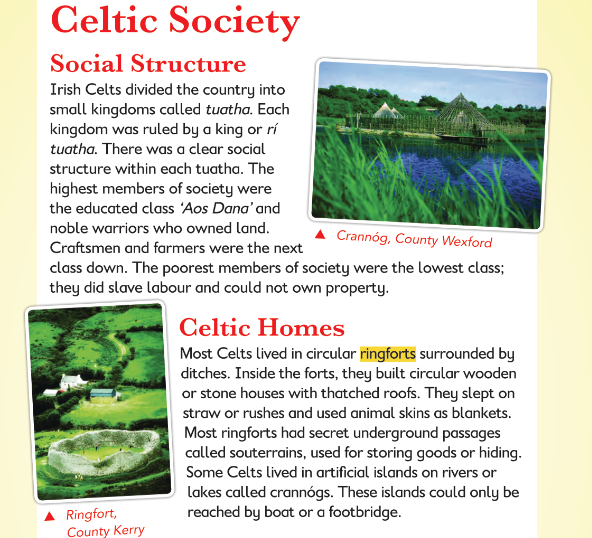 Celtic Society
Social Structure
Irish Celts divided the country into
small kingdoms called tuatha. Each
kingdom was ruled by a king or rí
tuatha. There was a clear social
structure within each tuatha. The
highest members of society were
the educated class ‘Aos Dana’ and
noble warriors who owned land.
Craftsmen and farmers were the next
class down. The poorest members of society were the lowest class;
they did slave labour and could not own property.
▲ Crannóg, County Wexford
Celtic Homes
Most Celts lived in circular ringforts surrounded by
ditches. Inside the forts, they built circular wooden
or stone houses with thatched roofs. They slept on
straw or rushes and used animal skins as blankets.
Most ringforts had secret underground passages
called souterrains, used for storing goods or hiding.
Some Celts lived in artificial islands on rivers or
lakes called crannógs. These islands could only be
reached by boat or a footbridge.
▲ Ringfort,
County Kerry